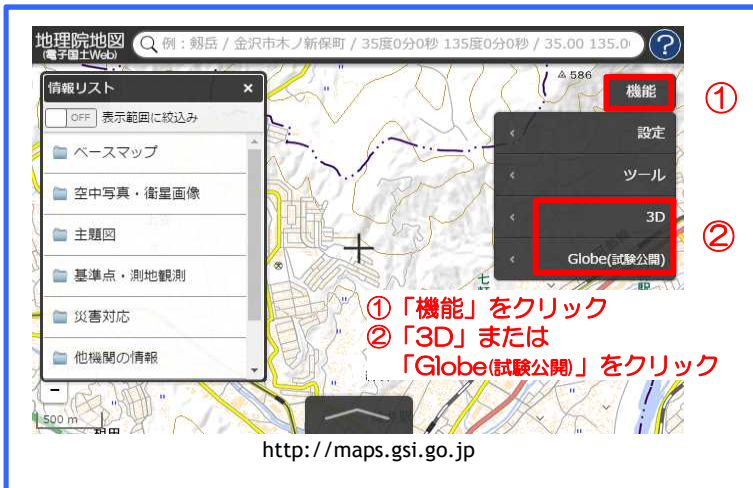 地理院地図
(電子国土Web)
例：剱岳 / 金沢市木ノ新保町 / 35度0分0秒 135度0分0秒 / 35.00 135.0
?
情報リスト ×
OFF 表示範囲に絞込み
ベースマップ
空中写真・衛星画像
主題図
基準点・測地観測
災害対応
他機関の情報
586
機能
①
設定
ツール
3D
Globe(試験公開)
②
七
①「機能」をクリック
②「3D」または
「Globe(試験公開)」をクリック
500 m
http://maps.gsi.go.jp